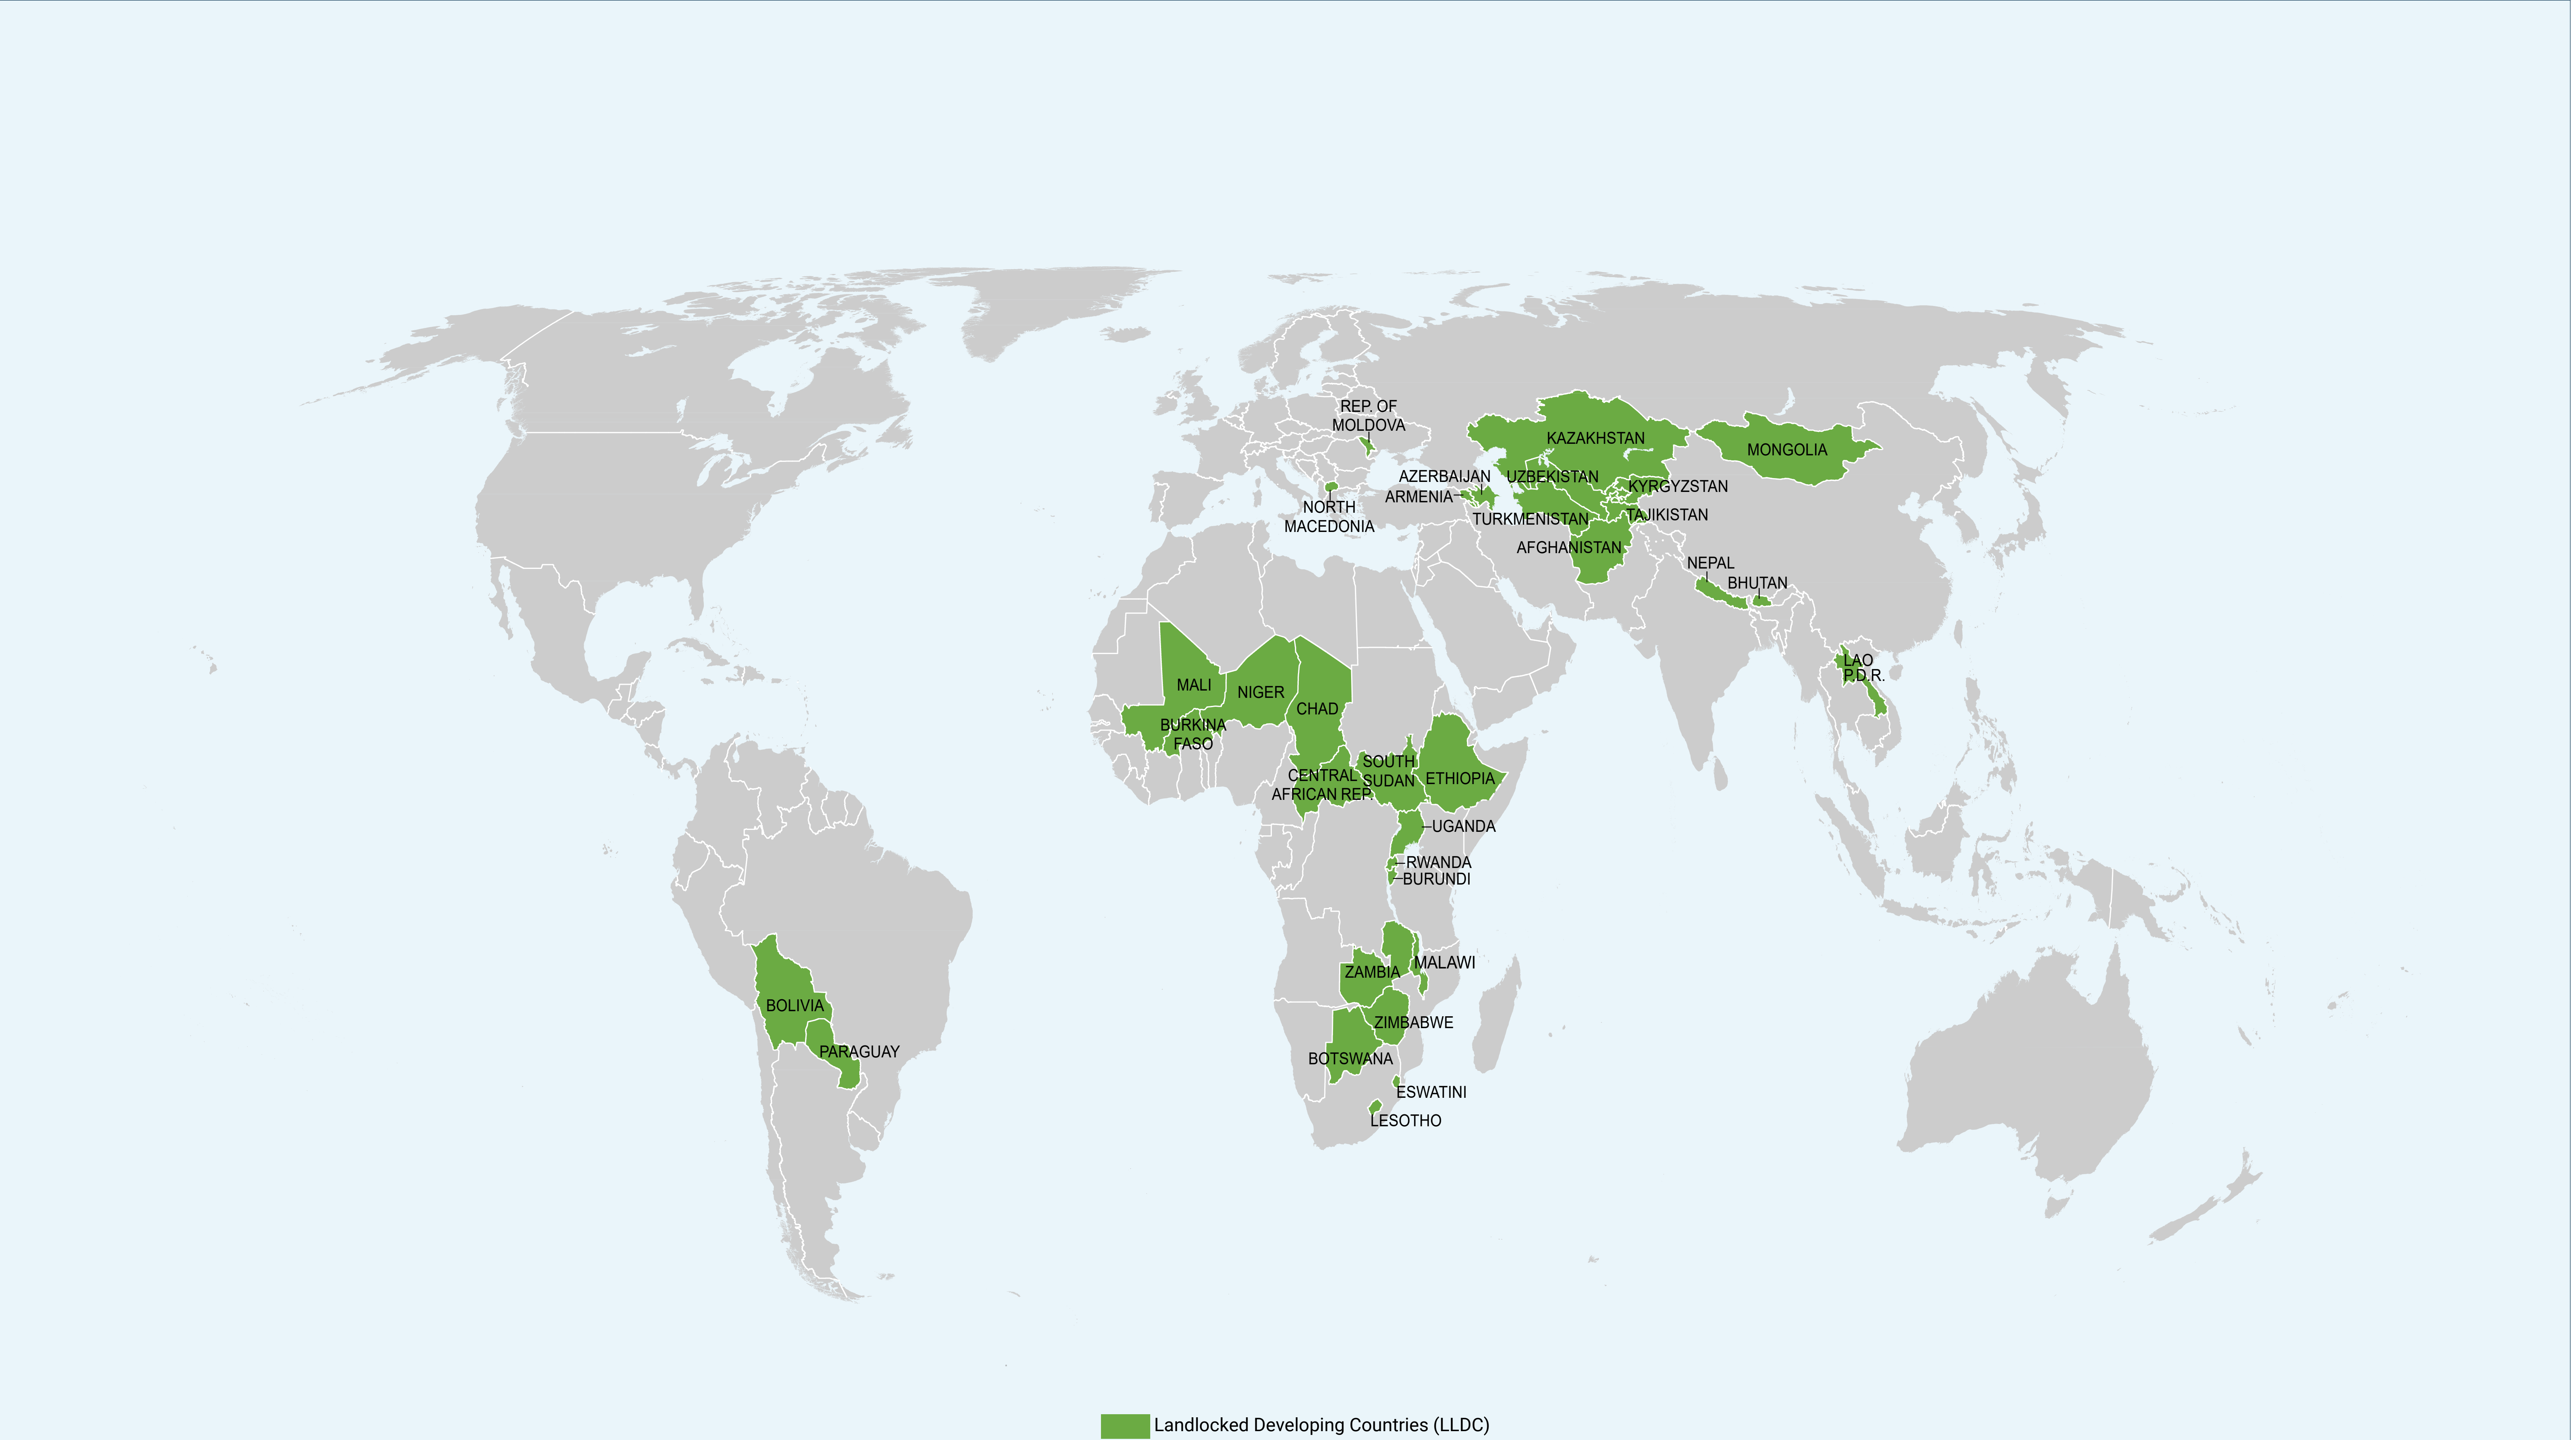 REP. OF
MOLDOVA
KAZAKHSTAN
MONGOLIA
AZERBAIJAN
UZBEKISTAN
KYRGYZSTAN
ARMENIA
NORTH
MACEDONIA
TURKMENISTAN
TAJIKISTAN
AFGHANISTAN
NEPAL
BHUTAN
LAO
P.D.R.
MALI
NIGER
CHAD
BURKINA
FASO
SOUTH
SUDAN
ETHIOPIA
CENTRAL
AFRICAN REP.
UGANDA
RWANDA
BURUNDI
MALAWI
ZAMBIA
BOLIVIA
ZIMBABWE
PARAGUAY
BOTSWANA
ESWATINI
LESOTHO
Landlocked Developing Countries (LLDC)